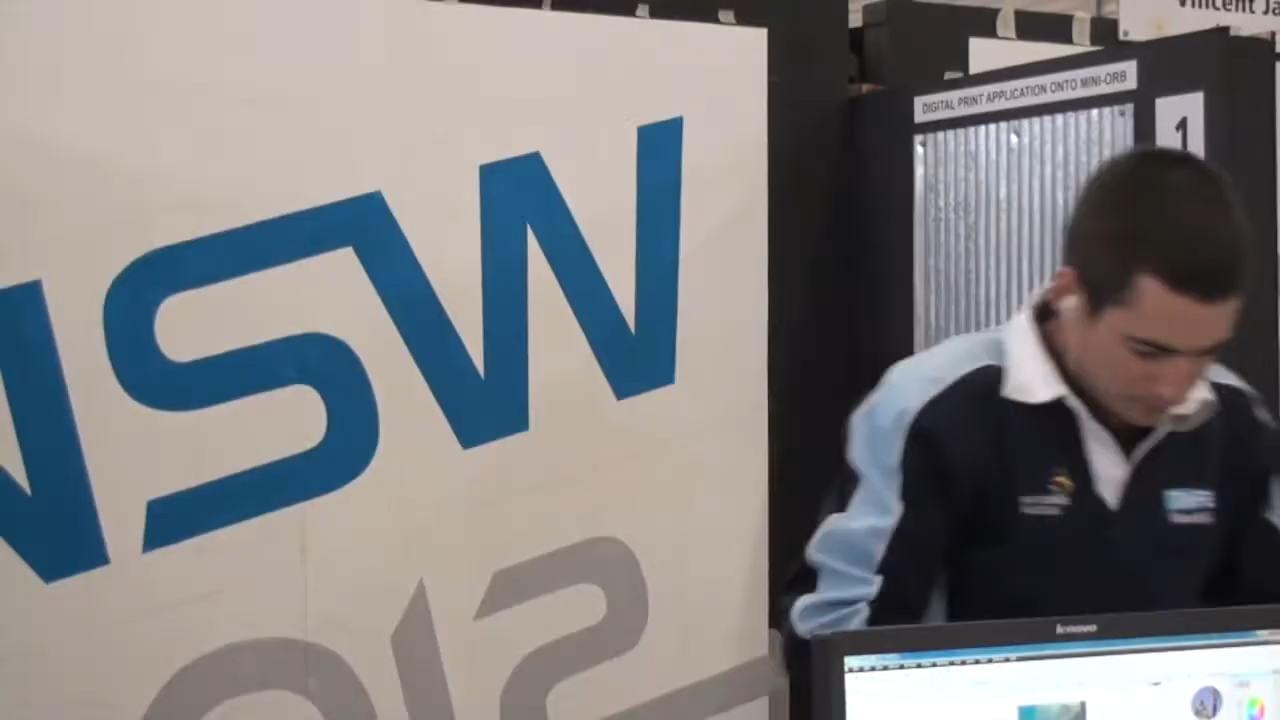 NSW
2012
Vincent Ja
DIGITAL PRINT APPLICATION ONTO MINI-ORB
1
lenovo